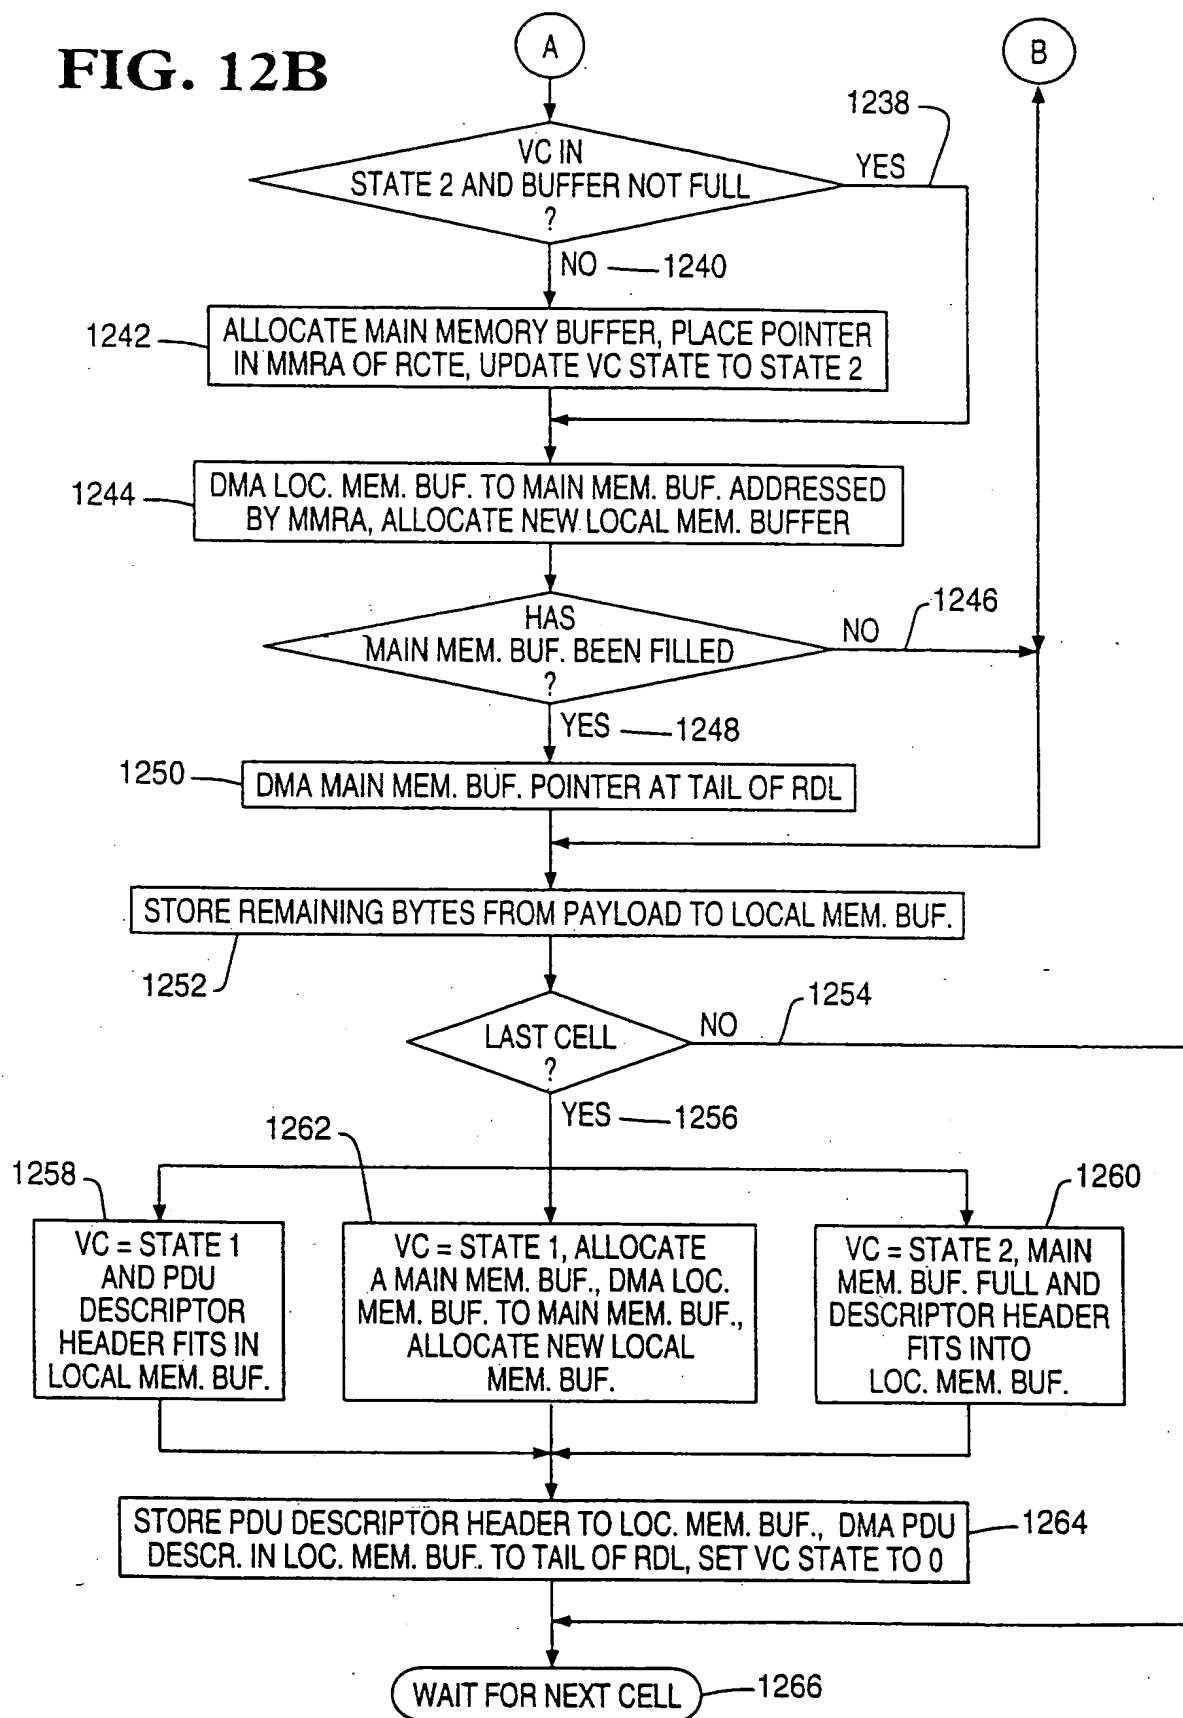 FIG. 12B
A
B
1238
VC IN
STATE 2 AND BUFFER NOT FULL
?
YES
NO
1240
1242
ALLOCATE MAIN MEMORY BUFFER, PLACE POINTER
IN MMRA OF RCTE, UPDATE VC STATE TO STATE 2
1244
DMA LOC. MEM. BUF. TO MAIN MEM. BUF. ADDRESSED
BY MMRA, ALLOCATE NEW LOCAL MEM. BUFFER
HAS
MAIN MEM. BUF. BEEN FILLED
?
NO
1246
YES
1248
1250
DMA MAIN MEM. BUF. POINTER AT TAIL OF RDL
STORE REMAINING BYTES FROM PAYLOAD TO LOCAL MEM. BUF.
1252
LAST CELL
?
NO
1254
YES
1256
1258
VC = STATE 1
AND PDU
DESCRIPTOR
HEADER FITS IN
LOCAL MEM. BUF.
1262
VC = STATE 1, ALLOCATE
A MAIN MEM. BUF., DMA LOC.
MEM. BUF. TO MAIN MEM. BUF.,
ALLOCATE NEW LOCAL
MEM. BUF.
1260
VC = STATE 2, MAIN
MEM. BUF. FULL AND
DESCRIPTOR HEADER
FITS INTO
LOC. MEM. BUF.
STORE PDU DESCRIPTOR HEADER TO LOC. MEM. BUF., DMA PDU
DESCR. IN LOC. MEM. BUF. TO TAIL OF RDL, SET VC STATE TO 0
1264
WAIT FOR NEXT CELL
1266